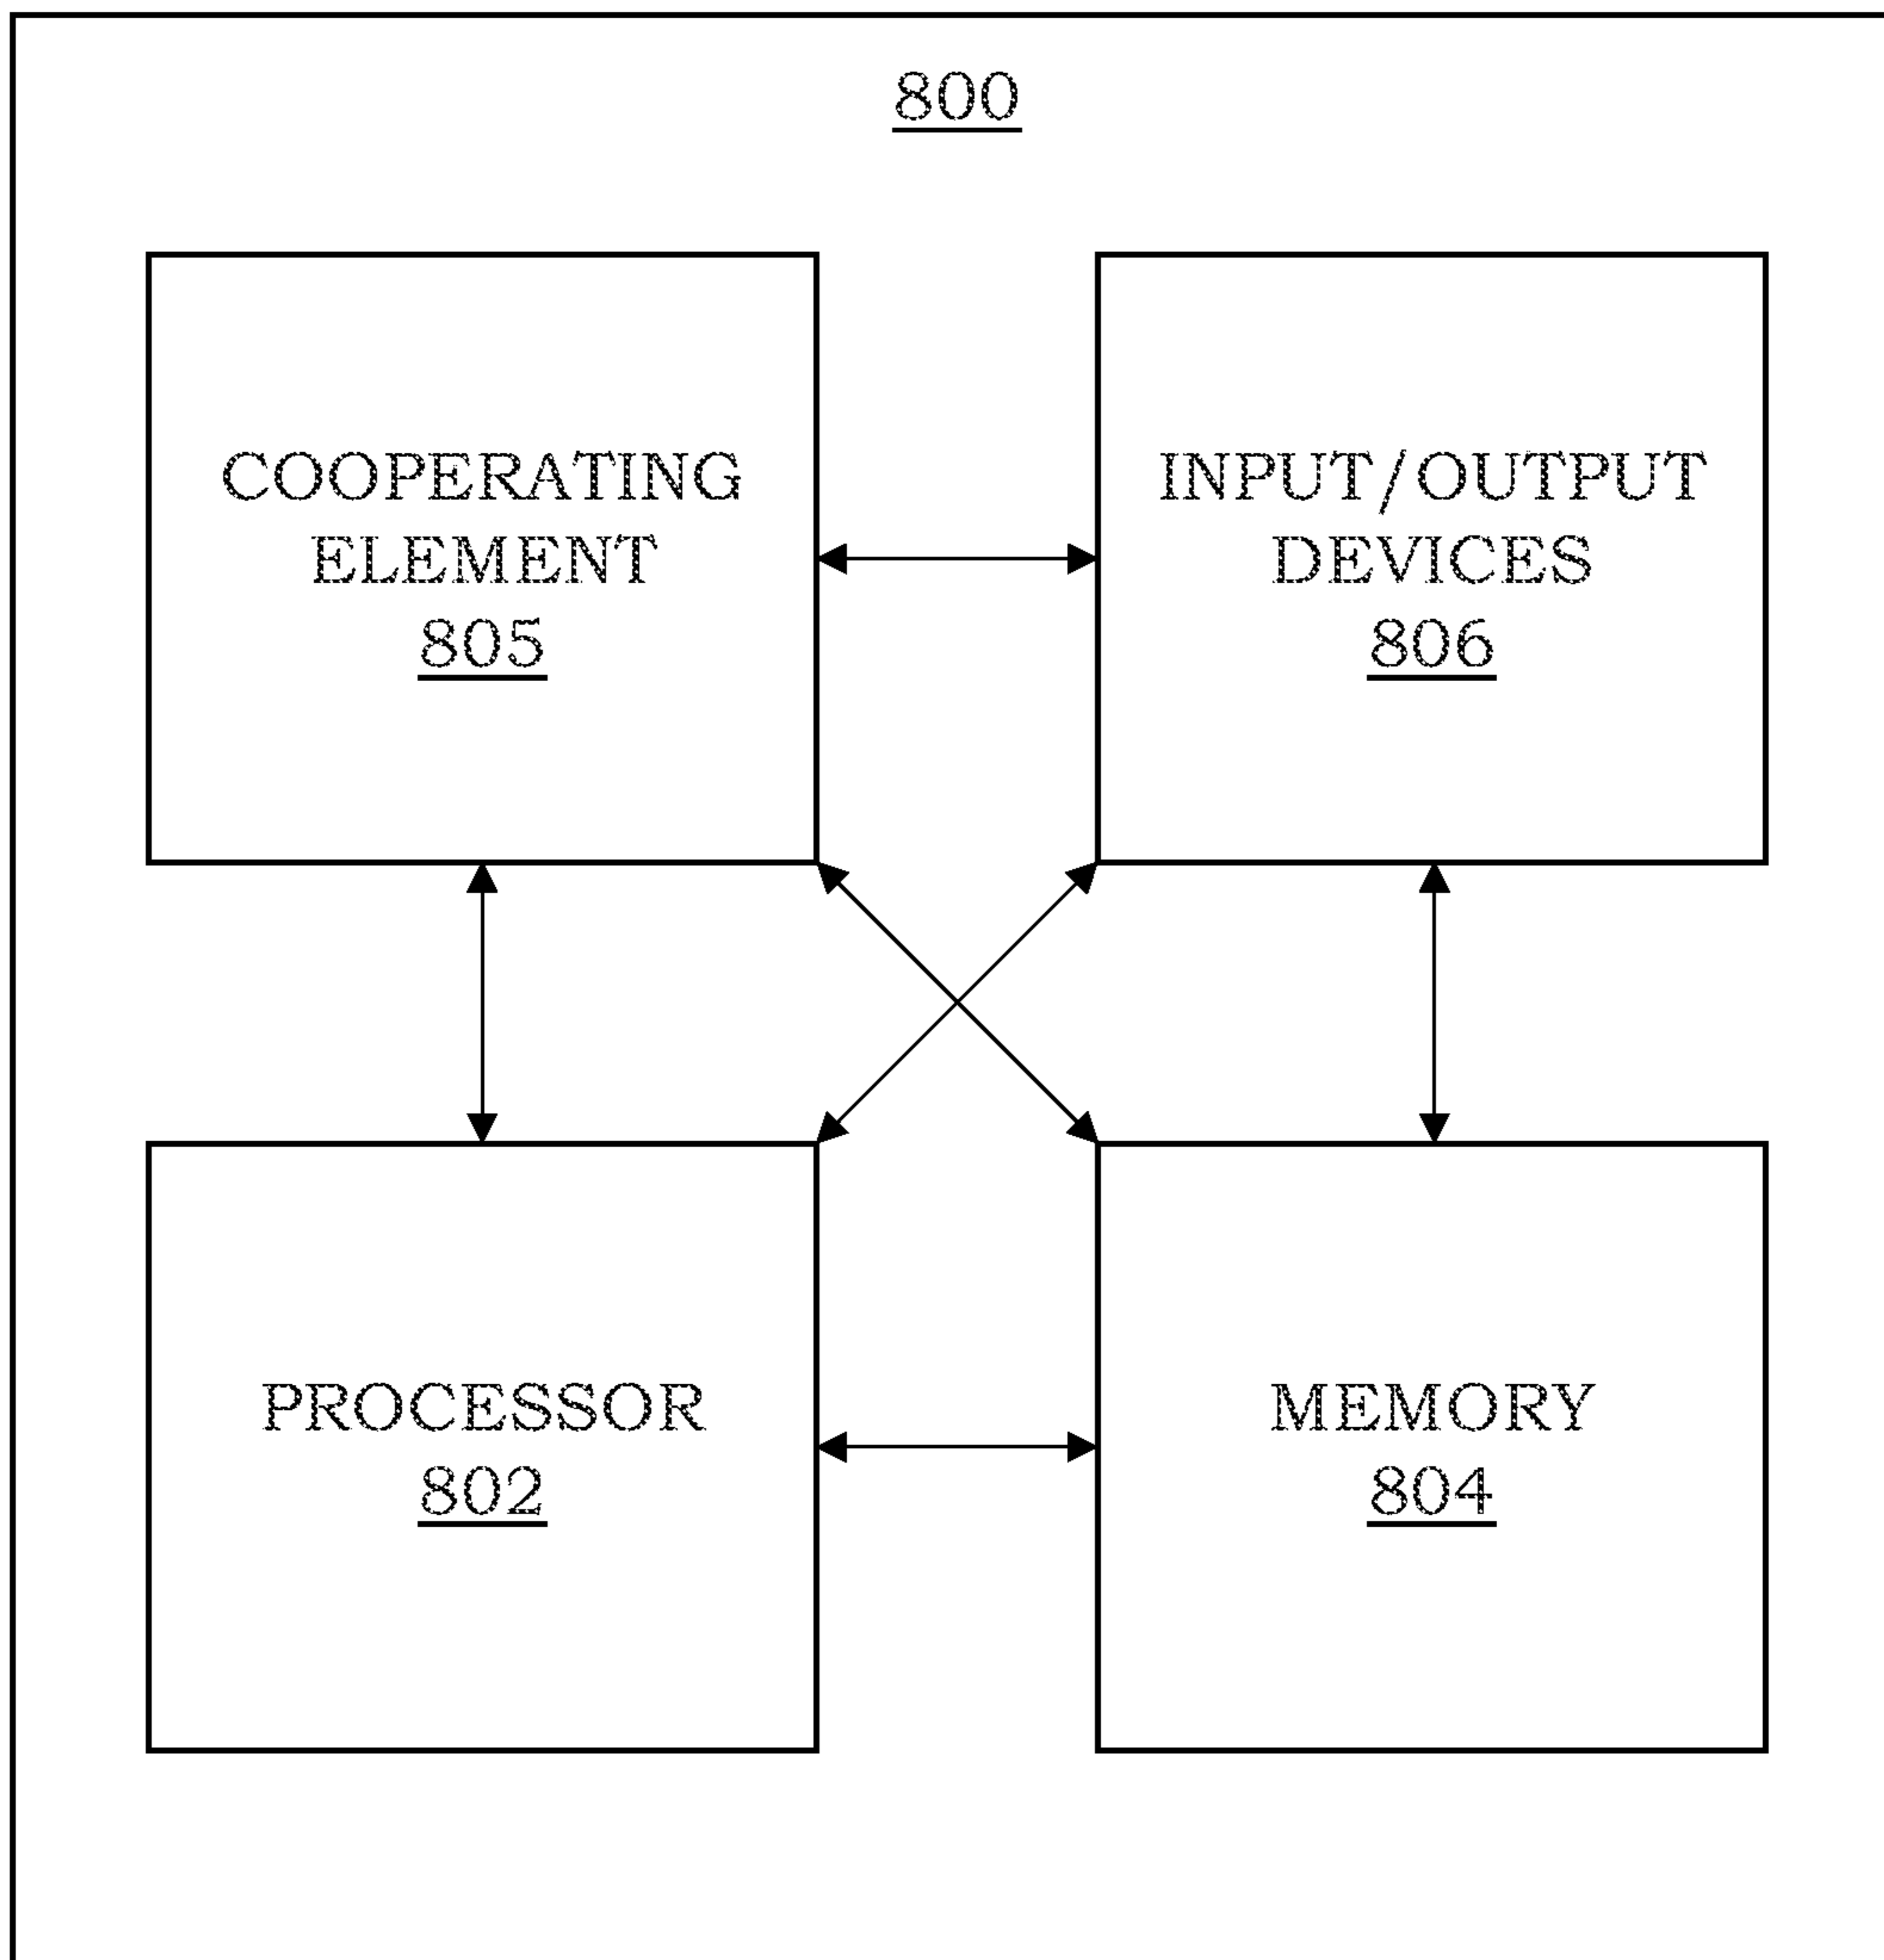 800
COOPERATING
ELEMENT
805
INPUT/OUTPUT
DEVICES
806
PROCESSOR
802
MEMORY
804